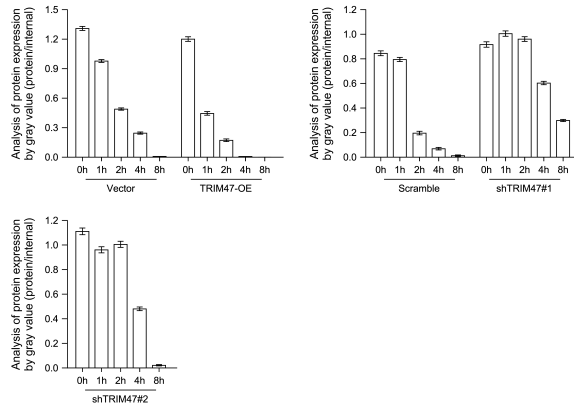 Analysis of protein expression
by gray value (protein/internal)
1.5
1.2
0.9
0.6
0.3
0.0
0h 1h 2h 4h 8h 0h 1h 2h 4h 8h
Vector TRIM47-OE
Analysis of protein expression
by gray value (protein/internal)
1.2
1.0
0.8
0.6
0.4
0.2
0.0
0h 1h 2h 4h 8h 0h 1h 2h 4h 8h
Scramble shTRIM47#1
Analysis of protein expression
by gray value (protein/internal)
1.2
1.0
0.8
0.6
0.4
0.2
0.0
0h 1h 2h 4h 8h
shTRIM47#2